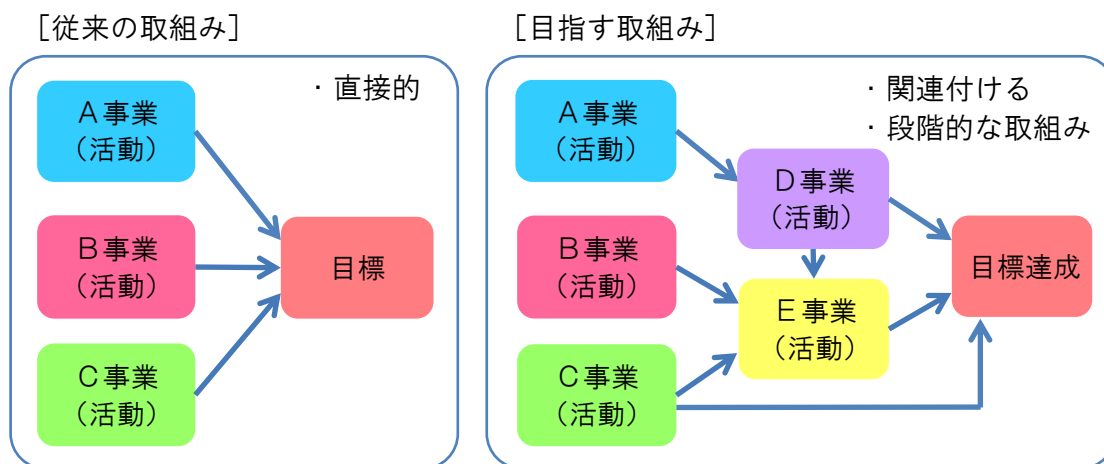 ［従来の取組み］
・直接的
Ａ事業
（活動）
Ｂ事業
（活動）
Ｃ事業
（活動）
目標
［目指す取組み］
・関連付ける
・段階的な取組み
Ａ事業
（活動）
Ｂ事業
（活動）
Ｃ事業
（活動）
Ｄ事業
（活動）
Ｅ事業
（活動）
目標達成